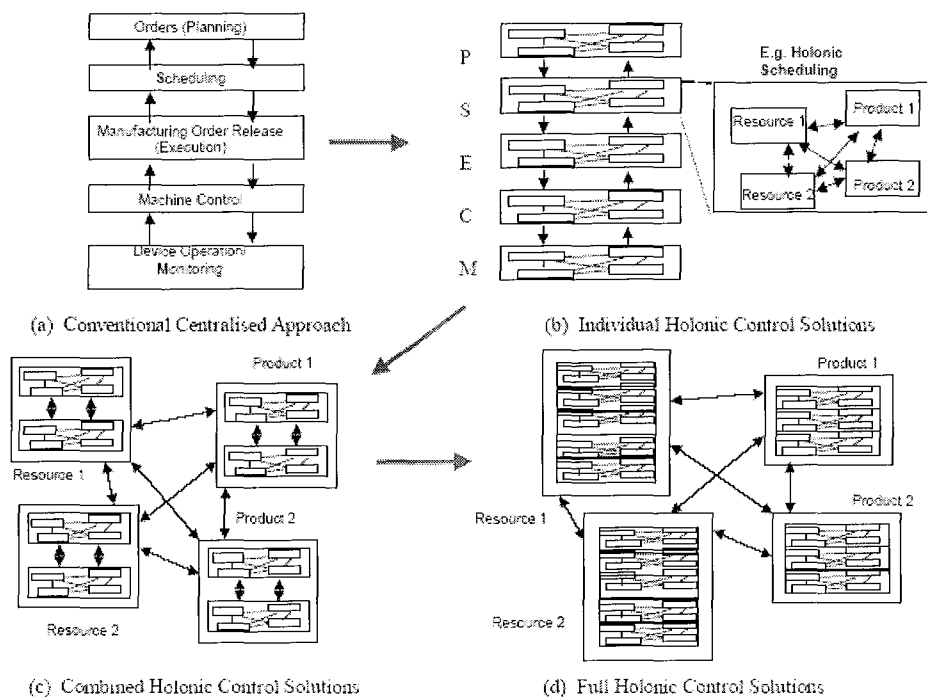 Orders (Planning)
Scheduling
Manufacturing Order Release
(Execution)
Machine Control
Device Operation/
Monitoring
(a) Conventional Centralised Approach
P
S
E
C
M
E.g. Holonic
Scheduling
Resource 1
Product 1
Resource 2
Product 2
(b) Individual Holonic Control Solutions
Product 1
Resource 1
Product 2
Resource 2
(c) Combined Holonic Control Solutions
Product 1
Resource 1
Product 2
Resource 2
(d) Full Holonic Control Solutions